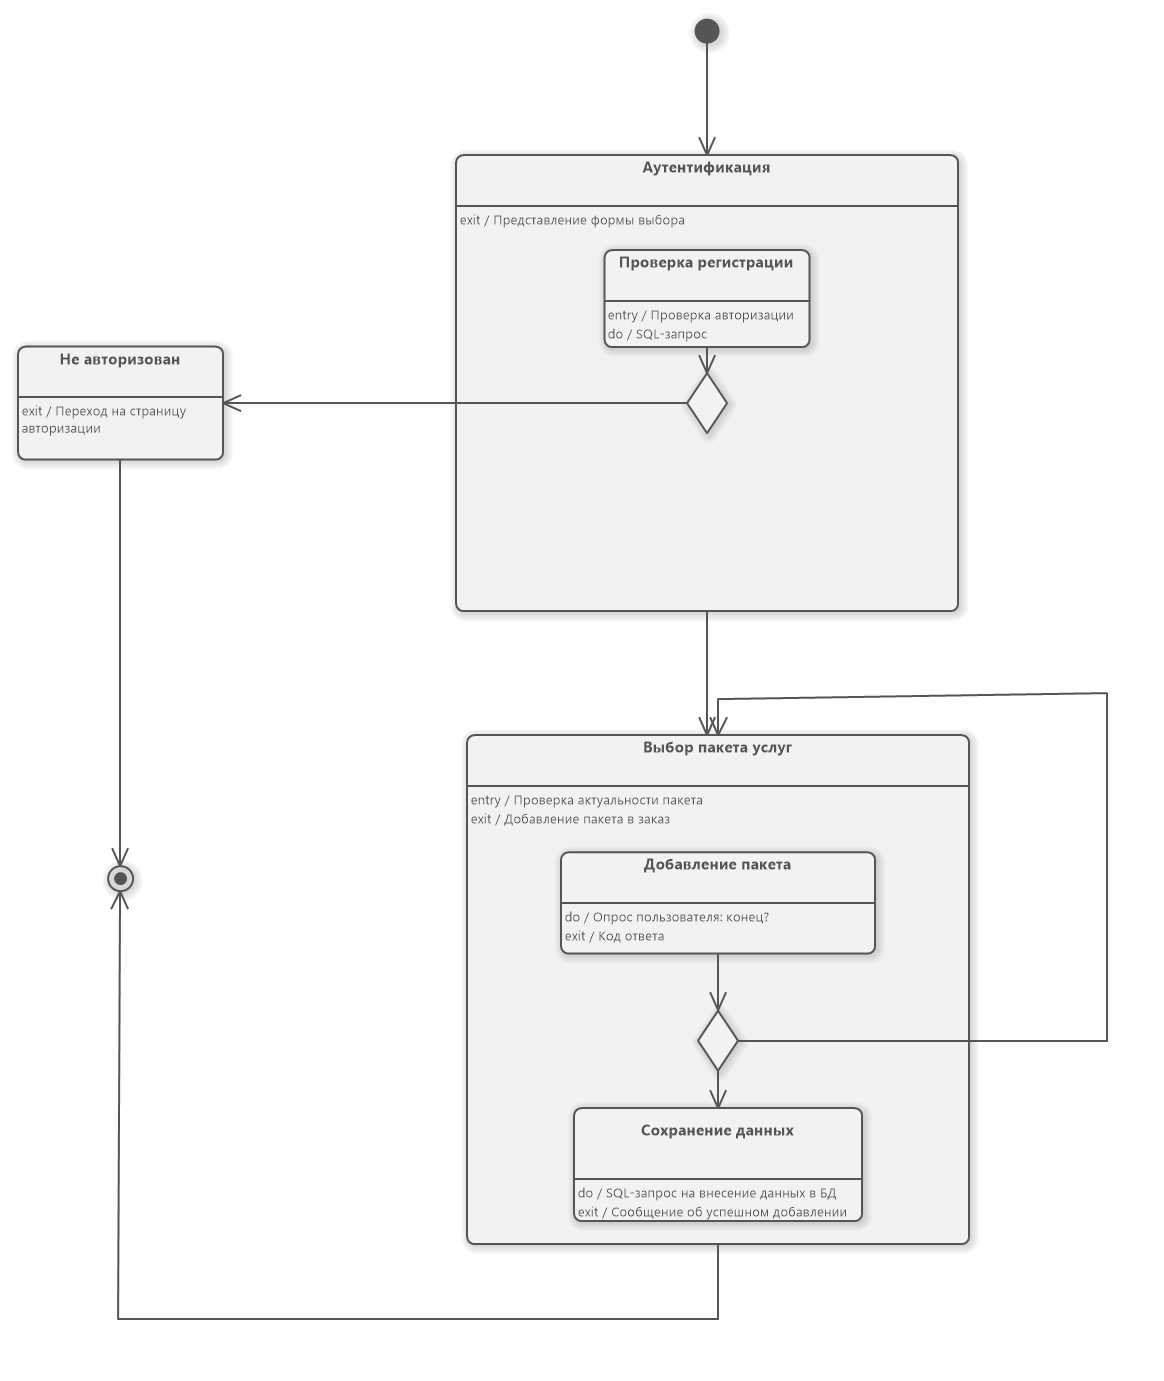 Аутентификация
exit / Представление формы выбора
Проверка регистрации
entry / Проверка авторизации
do / SQL-запрос
Не авторизован
exit / Переход на страницу
авторизации
Выбор пакета услуг
entry / Проверка актуальности пакета
exit / Добавление пакета в заказ
Добавление пакета
do / Опрос пользователя: конец?
exit / Код ответа
Сохранение данных
do / SQL-запрос на внесение данных в БД
exit / Сообщение об успешном добавлении